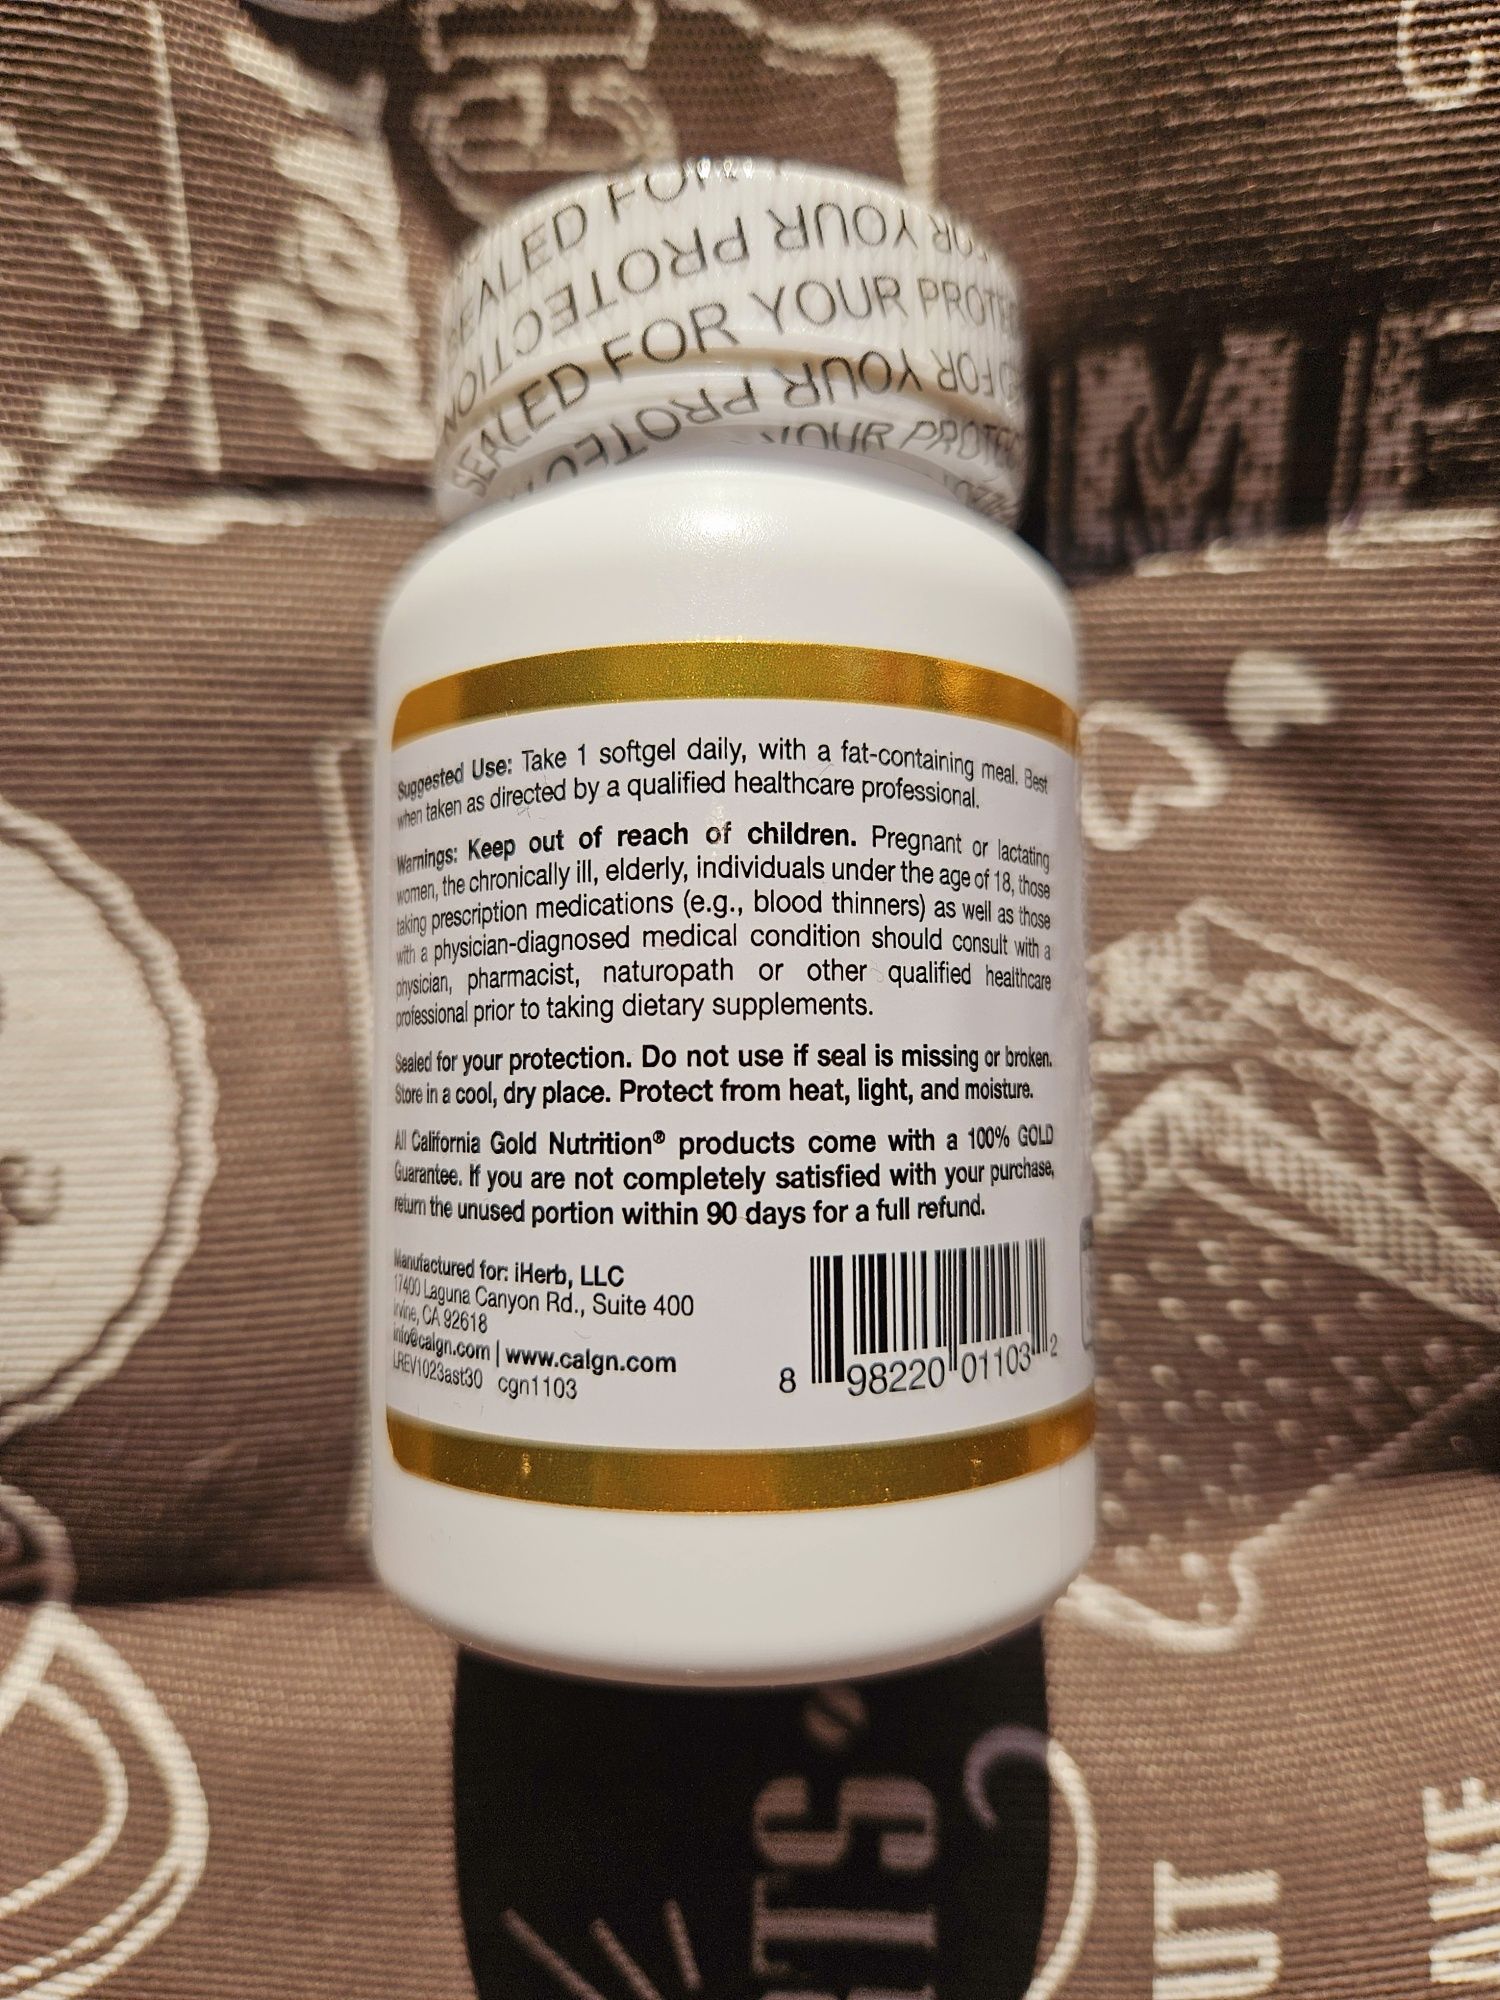 SEALED FOR
PROTECTION YOUR FOR
SEALED FOR YOUR PROTE
PROTEC YOUR FOR
YOUR PROTEC
Suggested Use: Take 1 softgel daily, with a fat-containing meal. Best
when taken as directed by a qualified healthcare professional.
Warnings: Keep out of reach of children. Pregnant or lactating
women, the chronically ill, elderly, individuals under the age of 18, those
taking prescription medications (e.g., blood thinners) as well as those
with a physician-diagnosed medical condition should consult with a
physician, pharmacist, naturopath or other qualified healthcare
professional prior to taking dietary supplements.
Sealed for your protection. Do not use if seal is missing or broken.
Store in a cool, dry place. Protect from heat, light, and moisture.
All California Gold Nutrition® products come with a 100% GOLD
Guarantee. If you are not completely satisfied with your purchase,
return the unused portion within 90 days for a full refund.
Manufactured for: iHerb, LLC
17400 Laguna Canyon Rd., Suite 400
Irvine, CA 92618
info@calgn.com | www.calgn.com
LREV1023ast30 cgn1103
8 98220 01103 2